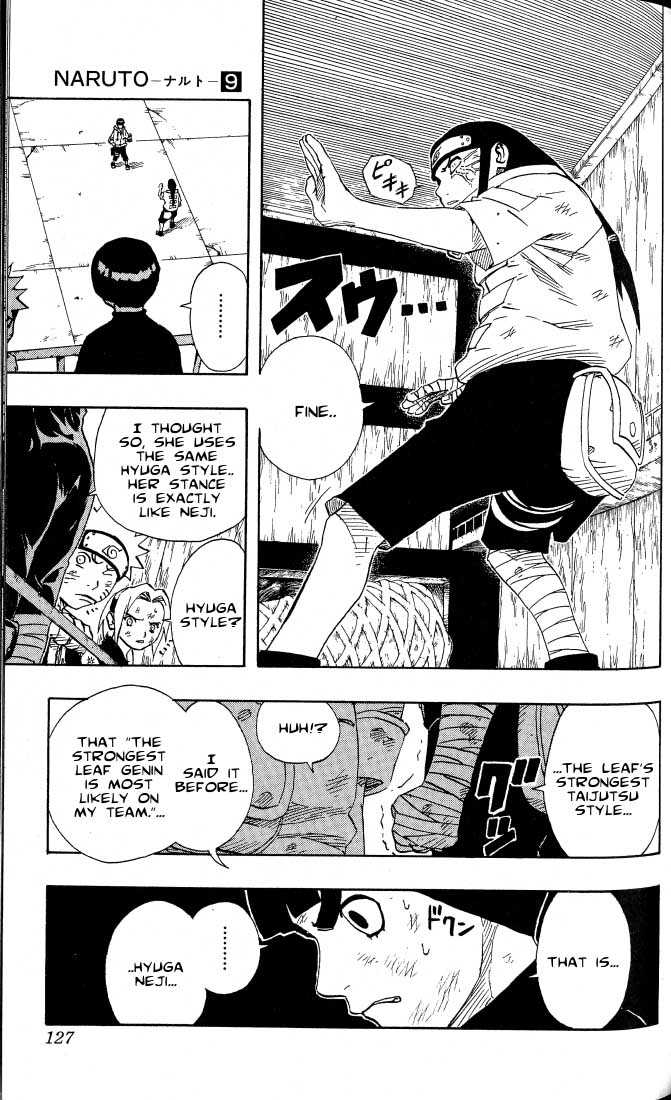 NARUTO—ナルト—9
ピキキ
スゥ・・・
FINE..
.........
I THOUGHT
SO, SHE USES
THE SAME
HYUGA STYLE..
HER STANCE
IS EXACTLY
LIKE NEJI.
HYUGA
STYLE?
...THE LEAF'S
STRONGEST
TAIJUTSU
STYLE...
グッ
HUH!?
I
SAID IT
BEFORE...
THAT "THE
STRONGEST
LEAF GENIN
IS MOST
LIKELY ON
MY TEAM."...
THAT IS...
ドクン
.........
..HYUGA
NEJI...
127